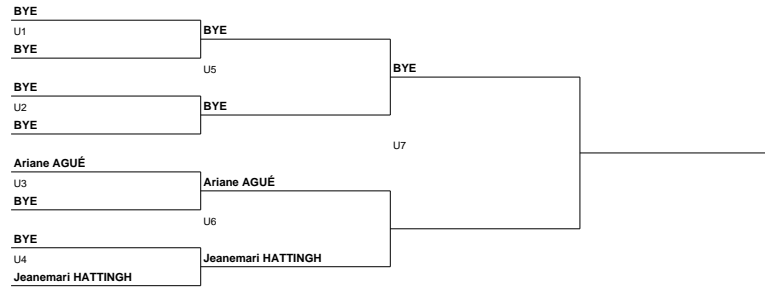 BYE
U1
BYE
BYE
U5
BYE
U2
BYE
BYE
BYE
U7
Ariane AGUÉ
U3
Ariane AGUÉ
BYE
U6
BYE
U4
Jeanemari HATTINGH
Jeanemari HATTINGH